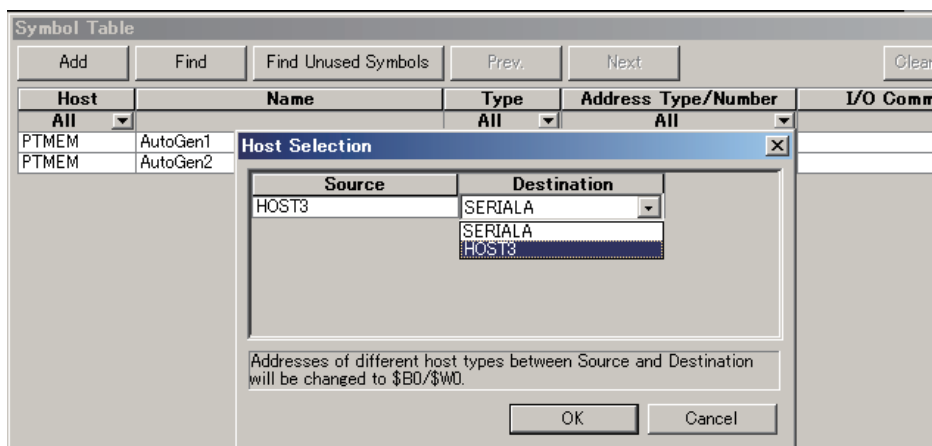 Symbol Table
Add Find Find Unused Symbols Prev. Next Clear
Host Name Type Address Type/Number I/O Comm
All All All
PTMEM AutoGen1
PTMEM AutoGen2
Host Selection
Source Destination
HOST3 SERIALA
SERIALA
HOST3
Addresses of different host types between Source and Destination
will be changed to $B0/$W0.
OK Cancel